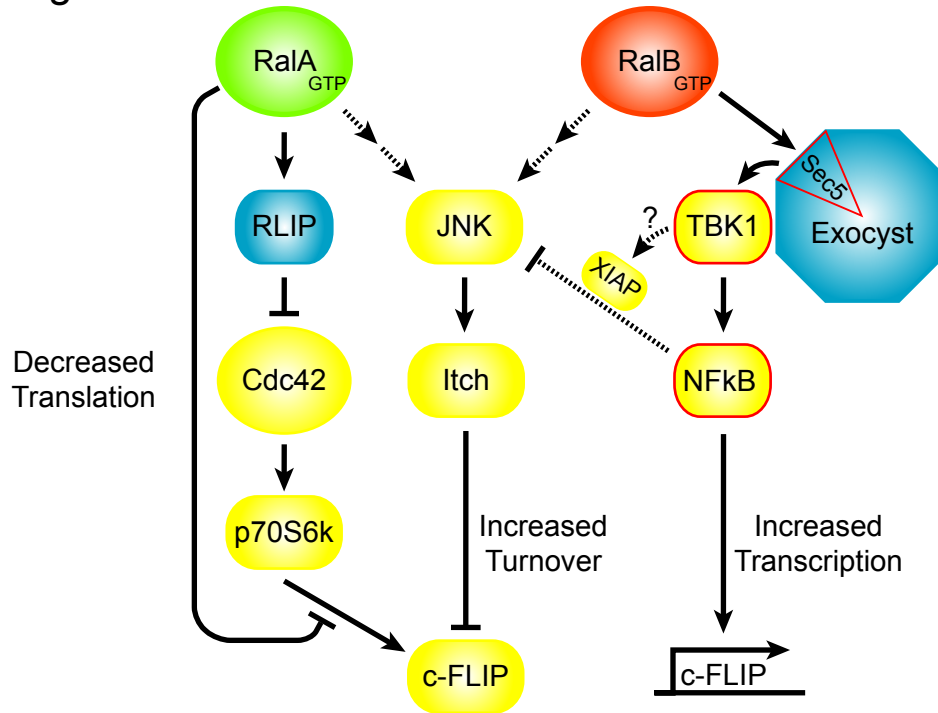 RalA
GTP
RalB
GTP
Sec5
Exocyst
RLIP
JNK
?
TBK1
XIAP
Decreased
Translation
Cdc42
Itch
NFkB
p70S6k
Increased
Turnover
Increased
Transcription
c-FLIP
c-FLIP